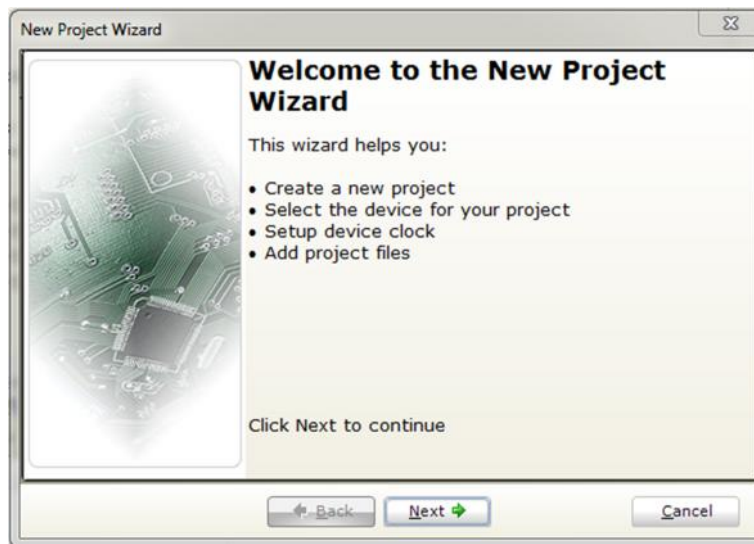 New Project Wizard
Welcome to the New Project
Wizard
This wizard helps you:
• Create a new project
• Select the device for your project
• Setup device clock
• Add project files
Click Next to continue
Back Next Cancel